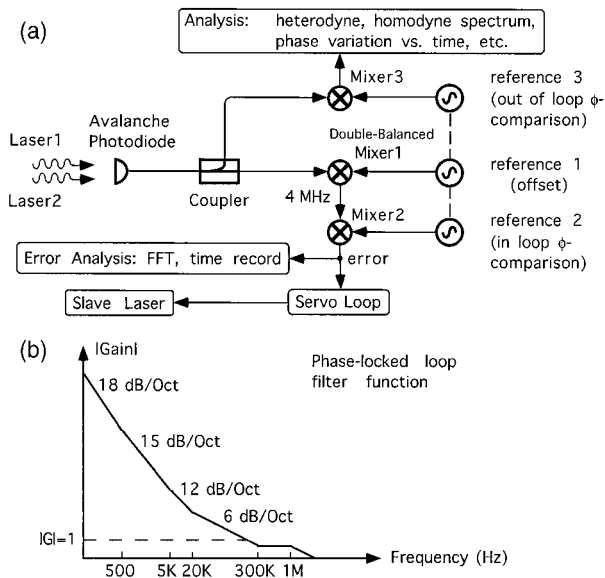 (a)
Analysis: heterodyne, homodyne spectrum,
phase variation vs. time, etc.
Mixer3
reference 3
(out of loop ϕ-
comparison)
Avalanche
Photodiode
Laser1
Laser2
Coupler
Double-Balanced
Mixer1
reference 1
(offset)
4 MHz
Mixer2
reference 2
(in loop ϕ-
comparison)
Error Analysis: FFT, time record
error
Slave Laser
Servo Loop
(b)
|Gain|
Phase-locked loop
filter function
18 dB/Oct
15 dB/Oct
12 dB/Oct
6 dB/Oct
|G|=1
500 5K 20K 300K 1M
Frequency (Hz)